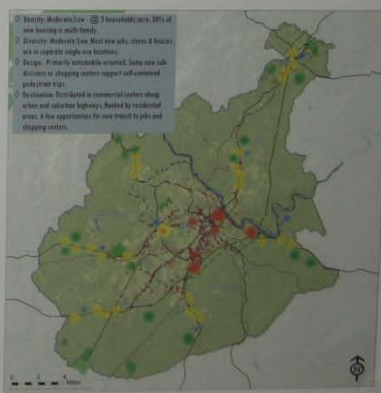 Density: Moderate/Low - @ 3 households/acre; 30% of
new housing is multi-family.
Diversity: Moderate/Low. Most new jobs, stores & houses
are in separate single-use locations.
Design: Primarily automobile-oriented. Some new sub-
divisions or shopping centers support self-contained
pedestrian trips.
Destination: Distributed in commercial centers along
urban and suburban highways, flanked by residential
areas. A few opportunities for new transit to jobs and
shopping centers.
0 2 4
Miles
N